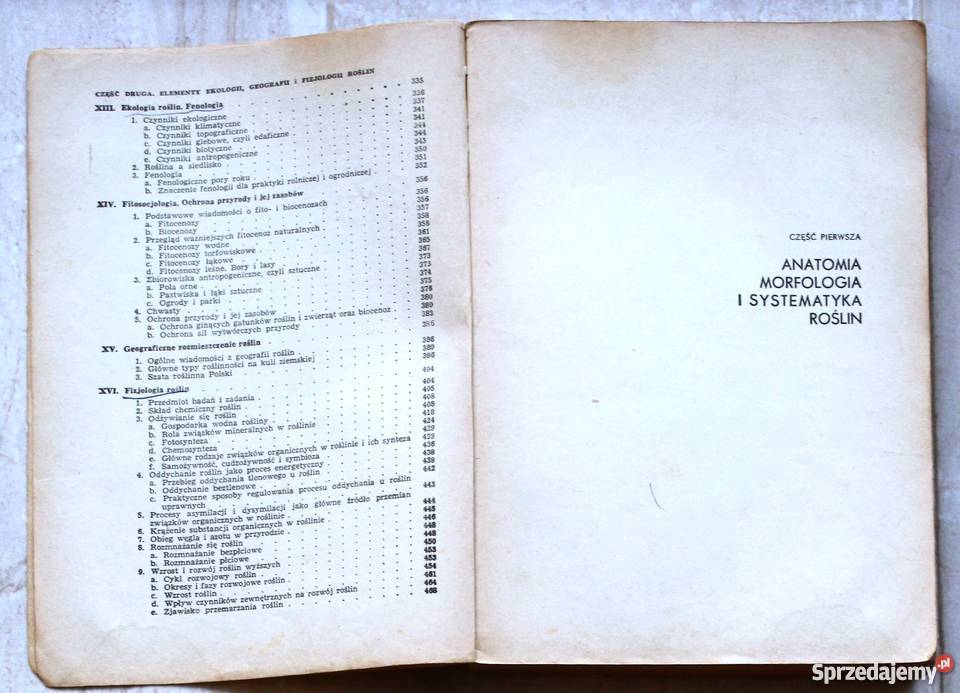 CZĘŚĆ DRUGA. ELEMENTY EKOLOGII, GEOGRAFII i FIZJOLOGII ROŚLIN 335
XIII. Ekologia roślin. Fenologia 336
1. Czynniki ekologiczne 337
a. Czynniki klimatyczne 341
b. Czynniki topograficzne 341
c. Czynniki glebowe, czyli edaficzne 344
d. Czynniki biotyczne 344
e. Czynniki antropogeniczne 345
2. Roślina a siedlisko 350
3. Fenologia 351
a. Fenologiczne pory roku 352
b. Znaczenie fenologii dla praktyki rolniczej i ogrodniczej 356
XIV. Fitosocjologia. Ochrona przyrody i jej zasobów 356
1. Podstawowe wiadomości o fito- i biocenozach 356
a. Fitocenozy 357
b. Biocenozy 358
2. Przegląd ważniejszych fitocenoz naturalnych 358
a. Fitocenozy wodne 361
b. Fitocenozy torfowiskowe 365
c. Fitocenozy łąkowe 367
d. Fitocenozy leśne. Bory i lasy 373
3. Zbiorowiska antropogeniczne, czyli sztuczne 373
a. Pola orne 374
b. Pastwiska i łąki sztuczne 375
c. Ogrody i parki 378
4. Chwasty 380
5. Ochrona przyrody i jej zasobów 380
a. Ochrona ginących gatunków roślin i zwierząt oraz biocenoz 383
b. Ochrona sił wytwórczych przyrody 386
XV. Geograficzne rozmieszczenie roślin 386
1. Ogólne wiadomości z geografii roślin 389
2. Główne typy roślinności na kuli ziemskiej 395
3. Szata roślinna Polski 404
XVI. Fizjologia roślin 404
1. Przedmiot badań i zadania 405
2. Skład chemiczny roślin 408
3. Odżywianie się roślin 408
a. Gospodarka wodna rośliny 418
b. Rola związków mineralnych w roślinie 424
c. Fotosynteza 429
d. Chemosynteza
e. Główne rodzaje związków organicznych w roślinie i ich synteza 436
f. Samożywność, cudzożywność i symbioza 438
4. Oddychanie roślin jako proces energetyczny 439
a. Przebieg oddychania tlenowego u roślin 442
b. Oddychanie beztlenowe
c. Praktyczne sposoby regulowania procesu oddychania u roślin
uprawnych 443
5. Procesy asymilacji i dysymilacji jako główne źródło przemian
związków organicznych w roślinie 444
6. Krążenie substancji organicznych w roślinie 445
7. Obieg węgla i azotu w przyrodzie 446
8. Rozmnażanie się roślin 448
a. Rozmnażanie bezpłciowe 448
b. Rozmnażanie płciowe 450
9. Wzrost i rozwój roślin wyższych 453
a. Cykl rozwojowy roślin 453
b. Okresy i fazy rozwojowe roślin 454
c. Wzrost roślin 461
d. Wpływ czynników zewnętrznych na rozwój roślin 464
e. Zjawisko przemarzania roślin 468
CZĘŚĆ PIERWSZA
ANATOMIA
MORFOLOGIA
I SYSTEMATYKA
ROŚLIN
Sprzedajemy.pl